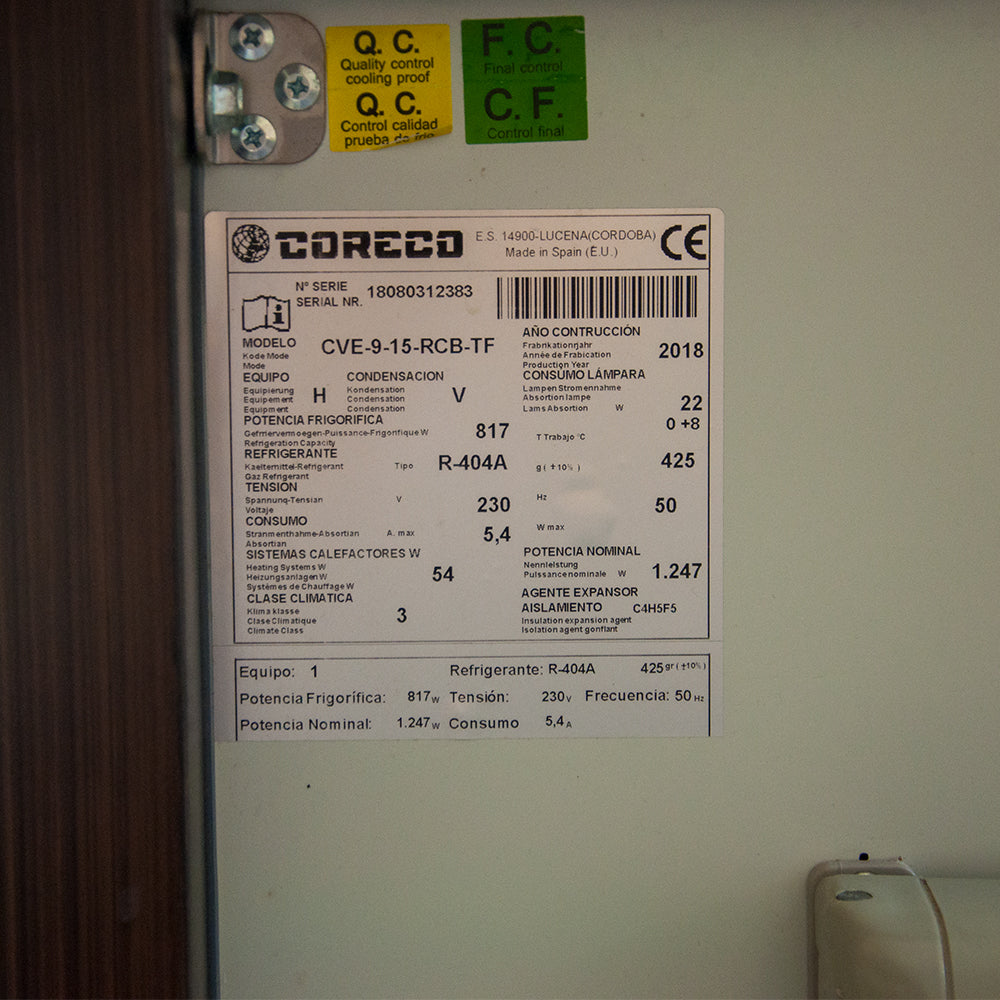 Q. C.
Quality control
cooling proof
Q. C.
Control calidad
prueba de frio
F. C.
Final control
C. F.
Control final
CORECO
E.S. 14900-LUCENA(CORDOBA)
Made in Spain (E.U.)
CE
Nº SERIE
SERIAL NR. 18080312383
MODELO
Kode Mode
Mode
CVE-9-15-RCB-TF
AÑO CONTRUCCIÓN
Fabrikationjahr
Année de Frabication
Production Year
2018
EQUIPO
Equipierung
Equipement
Equipment
H
CONDENSACION
Kondensation
Condensation
Condensation
V
CONSUMO LÁMPARA
Lampen Stromennahme
Absortion lampe
Lams Absortion W
22
POTENCIA FRIGORIFICA
Gefriervermoegen-Puissance-Frigonfique W
Refrigeration Capacity
817
T Trabajo °C
0 +8
REFRIGERANTE
Kaeltemittel-Refrigerant
Gaz Refrigerant
Tipo R-404A
g ( ±10% ) 425
TENSION
Spannunq-Tensian
Voltaje
V 230
Hz 50
CONSUMO
Stranmenthahme-Absortian
Absortian
A. max 5,4
W max
SISTEMAS CALEFACTORES W
Heating Systems W
Heizungsanlagen W
Systèmes de Chauffage W
54
POTENCIA NOMINAL
Nennleistung
Pulssance nominale W
1.247
CLASE CLIMATICA
Klima klasse
Clase Climatique
Climate Class
3
AGENTE EXPANSOR
AISLAMIENTO C4H5F5
Insulation expansion agent
Isolation agent gonflant
Equipo: 1 Refrigerante: R-404A 425 gr ( ±10% )
Potencia Frigorífica: 817 W Tensión: 230 V Frecuencia: 50 Hz
Potencia Nominal: 1.247 W Consumo 5,4 A